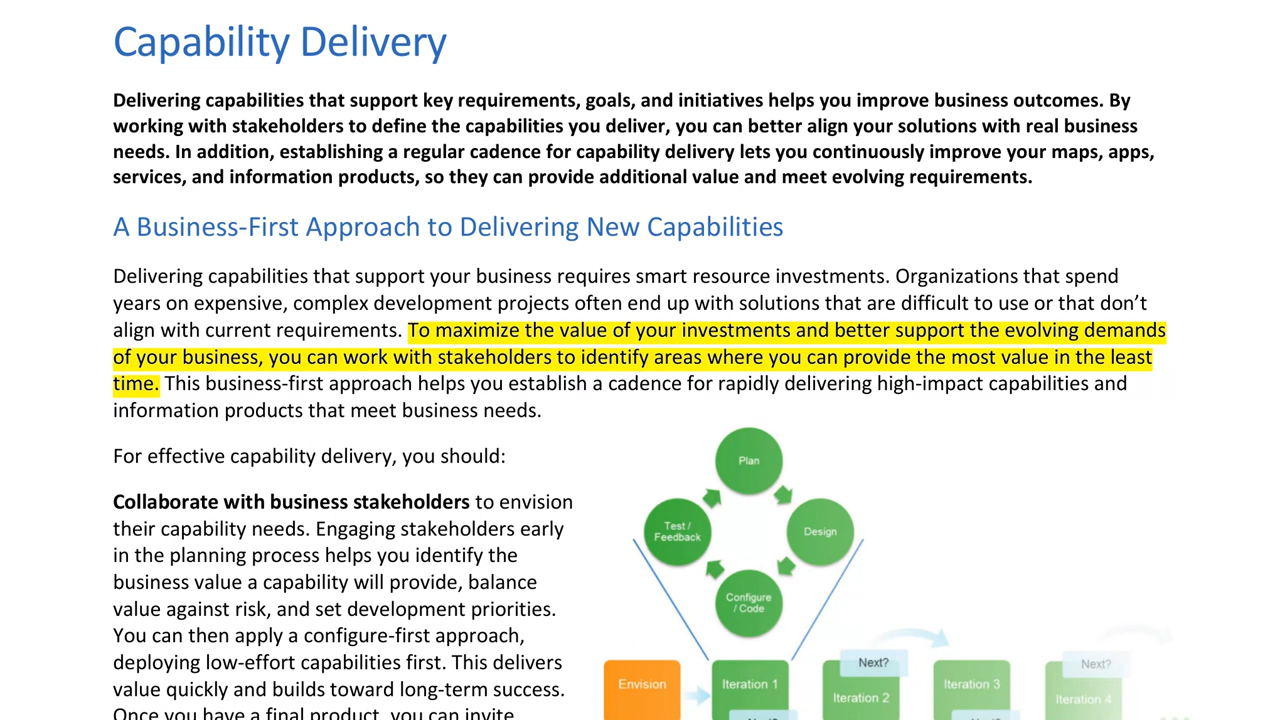 Capability Delivery
Delivering capabilities that support key requirements, goals, and initiatives helps you improve business outcomes. By
working with stakeholders to define the capabilities you deliver, you can better align your solutions with real business
needs. In addition, establishing a regular cadence for capability delivery lets you continuously improve your maps, apps,
services, and information products, so they can provide additional value and meet evolving requirements.
A Business-First Approach to Delivering New Capabilities
Delivering capabilities that support your business requires smart resource investments. Organizations that spend
years on expensive, complex development projects often end up with solutions that are difficult to use or that don’t
align with current requirements. To maximize the value of your investments and better support the evolving demands
of your business, you can work with stakeholders to identify areas where you can provide the most value in the least
time. This business-first approach helps you establish a cadence for rapidly delivering high-impact capabilities and
information products that meet business needs.
For effective capability delivery, you should:
Collaborate with business stakeholders to envision
their capability needs. Engaging stakeholders early
in the planning process helps you identify the
business value a capability will provide, balance
value against risk, and set development priorities.
You can then apply a configure-first approach,
deploying low-effort capabilities first. This delivers
value quickly and builds toward long-term success.
Once you have a final product, you can invite
Plan
Test /
Feedback
Design
Configure
/ Code
Envision
Iteration 1
Next?
Iteration 2
Next?
Iteration 3
Next?
Iteration 4
Next?